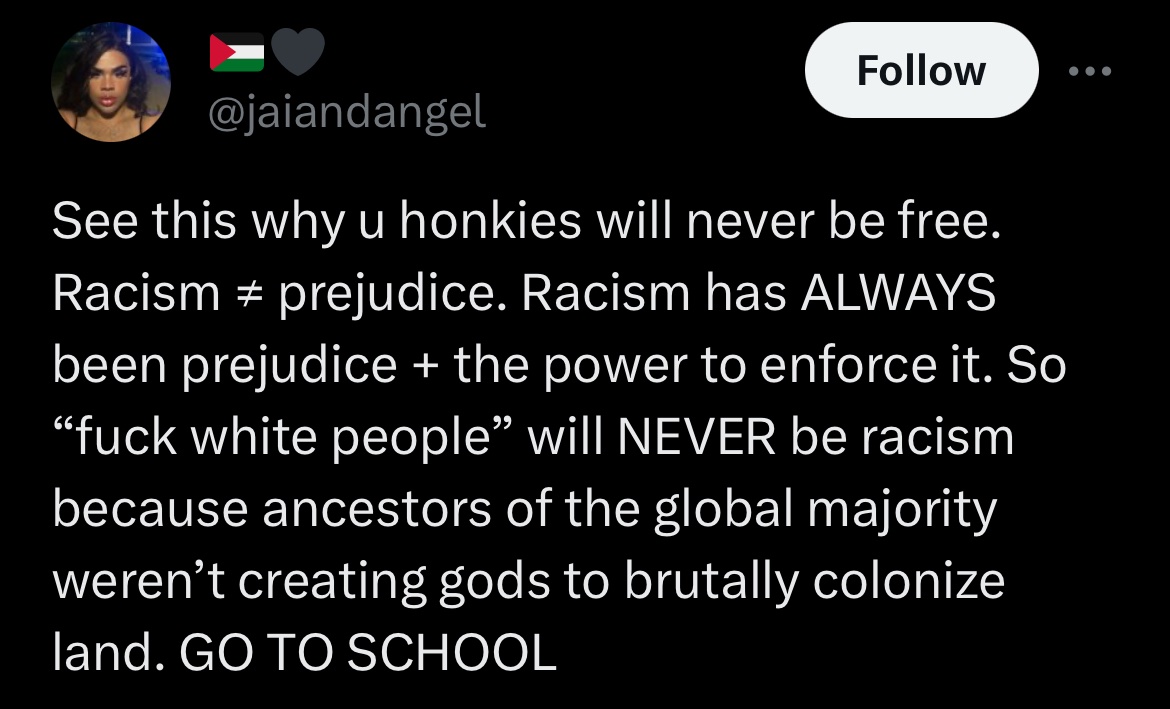 🇵🇸🖤
@jaiandangel
Follow
See this why u honkies will never be free.
Racism ≠ prejudice. Racism has ALWAYS
been prejudice + the power to enforce it. So
“fuck white people” will NEVER be racism
because ancestors of the global majority
weren’t creating gods to brutally colonize
land. GO TO SCHOOL